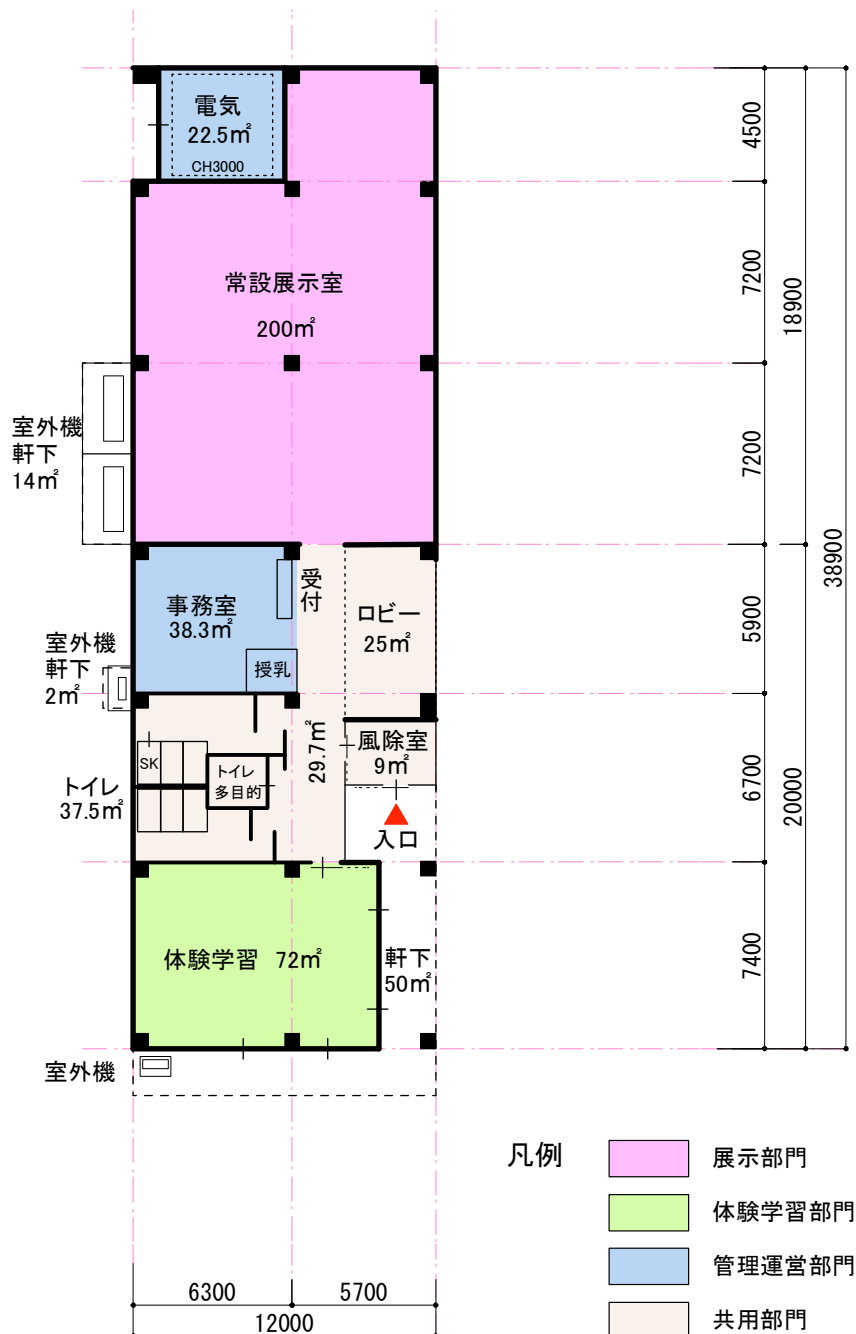 電気
22.5㎡
CH3000
4500
常設展示室
200㎡
7200
18900
室外機
軒下
14㎡
7200
38900
事務室
38.3㎡
受付
ロビー
25㎡
5900
授乳
室外機
軒下
2㎡
29.7㎡
風除室
9㎡
SK
トイレ
多目的
トイレ
37.5㎡
入口
6700
20000
体験学習 72㎡
軒下
50㎡
7400
室外機
凡例
展示部門
体験学習部門
管理運営部門
共用部門
6300
5700
12000